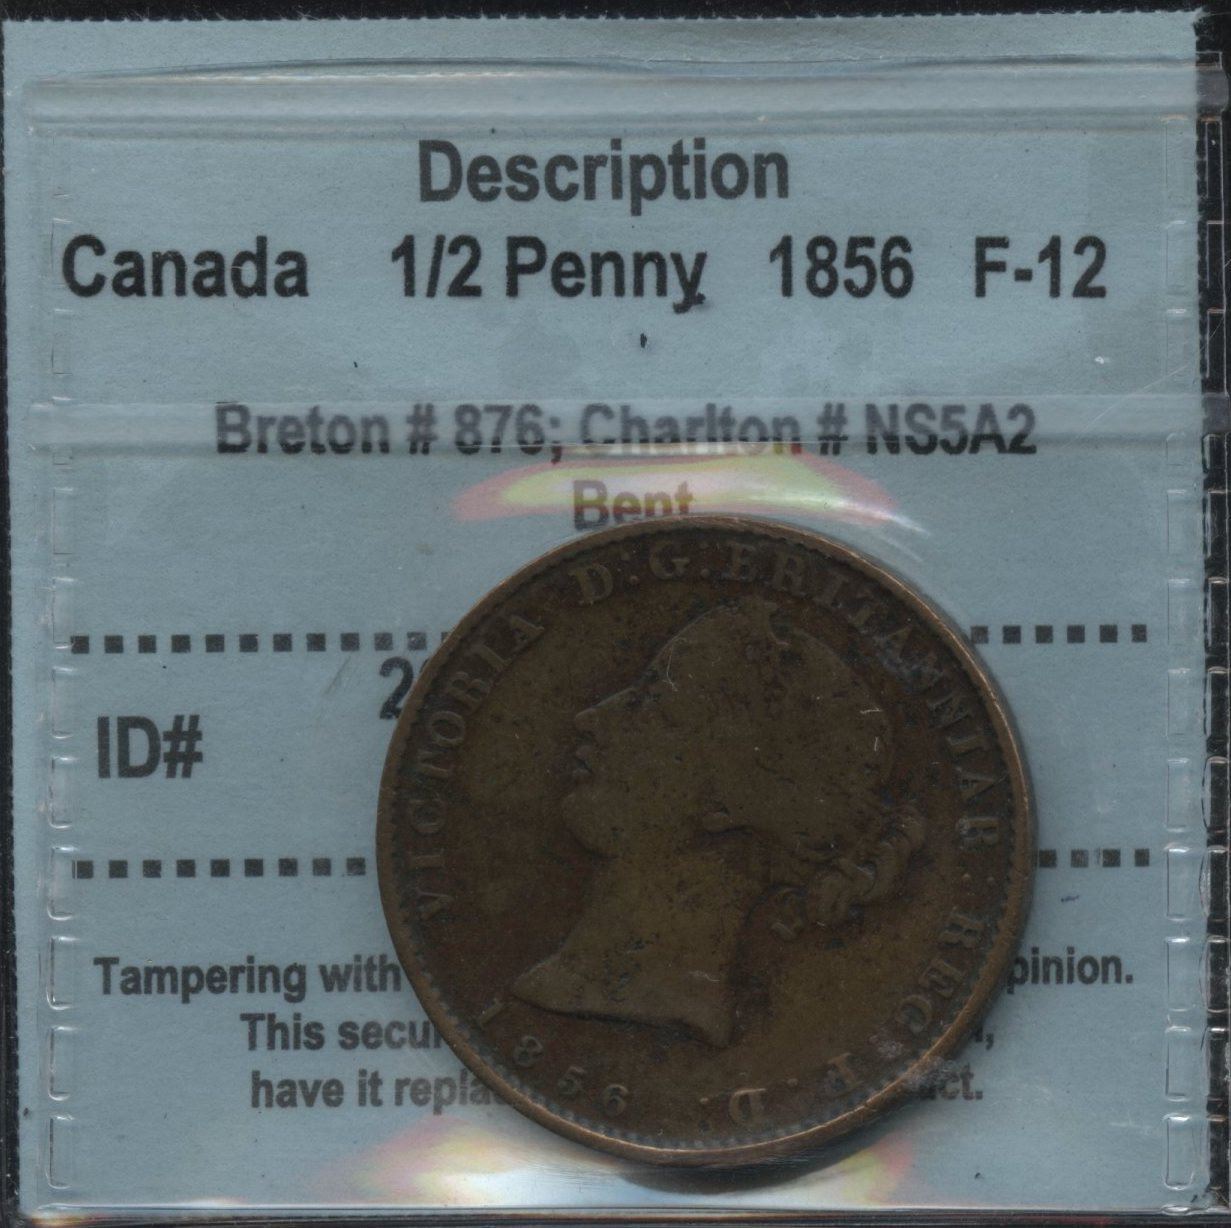 Description
Canada 1/2 Penny 1856 F-12
Breton # 876; Charlton # NS5A2
Bent
ID#
Tampering with pinion.
This secu
have it repla ct.
VICTORIA D:G:BRITANNIAR:REG: F:D:
1856